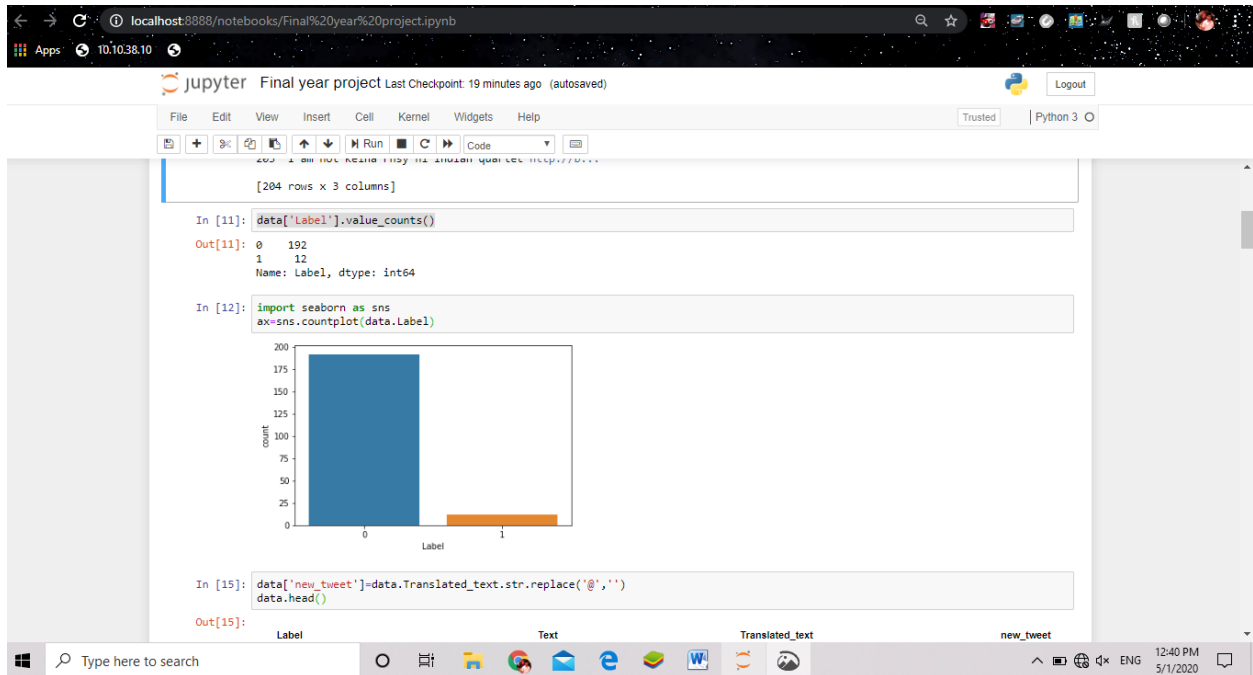 localhost:8888/notebooks/Final%20year%20project.ipynb
Apps 10.10.38.10
jupyter Final year project Last Checkpoint: 19 minutes ago (autosaved)
Logout
File Edit View Insert Cell Kernel Widgets Help
Trusted Python 3
Run Code
[204 rows x 3 columns]
In [11]: data['Label'].value_counts()
Out[11]: 0 192
1 12
Name: Label, dtype: int64
In [12]: import seaborn as sns
ax=sns.countplot(data.Label)
200
175
150
125
100
75
50
25
0
count
0 1
Label
In [15]: data['new_tweet']=data.Translated_text.str.replace('@','')
data.head()
Out[15]:
Label Text Translated_text new_tweet
Type here to search
ENG 12:40 PM
5/1/2020